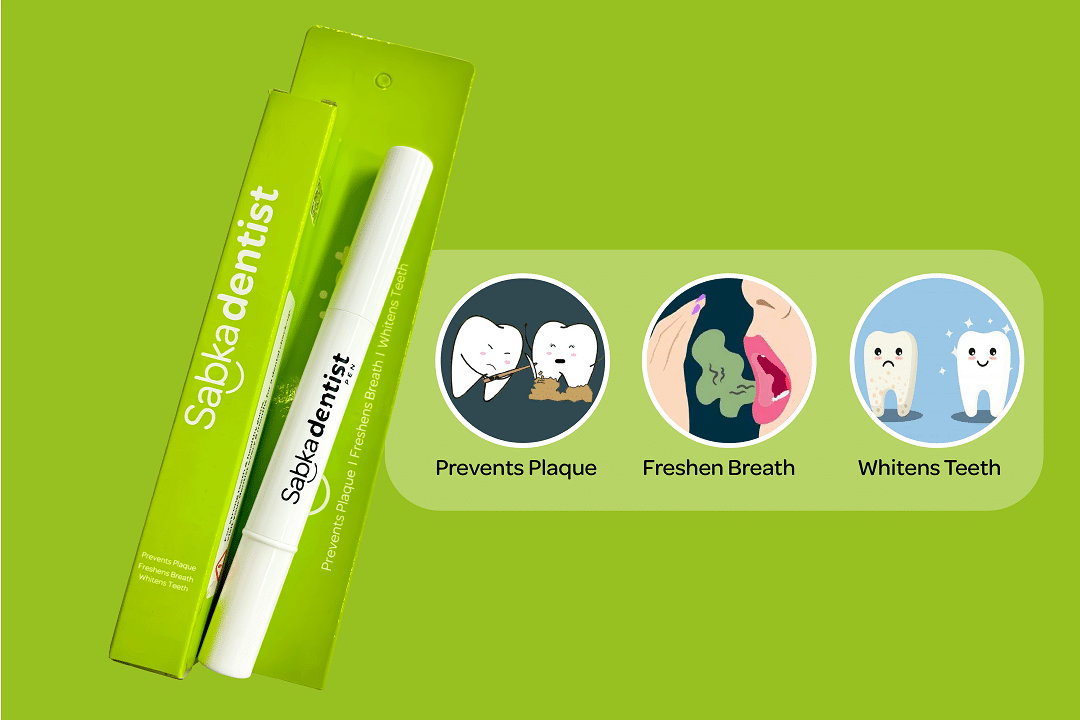 Sabkadentist
Prevents Plaque
Freshens Breath
Whitens Teeth
Sabkadentist
PEN
Prevents Plaque I Freshens Breath I Whitens Teeth
Prevents Plaque
Freshen Breath
Whitens Teeth